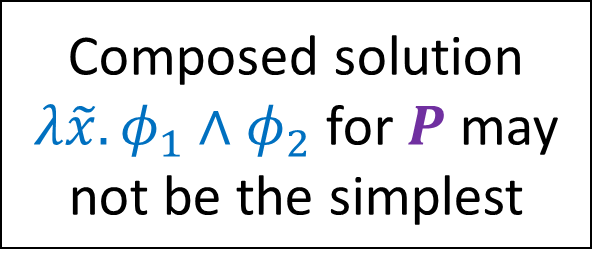 Composed solution
λx̃. ϕ₁ ∧ ϕ₂ for P may
not be the simplest